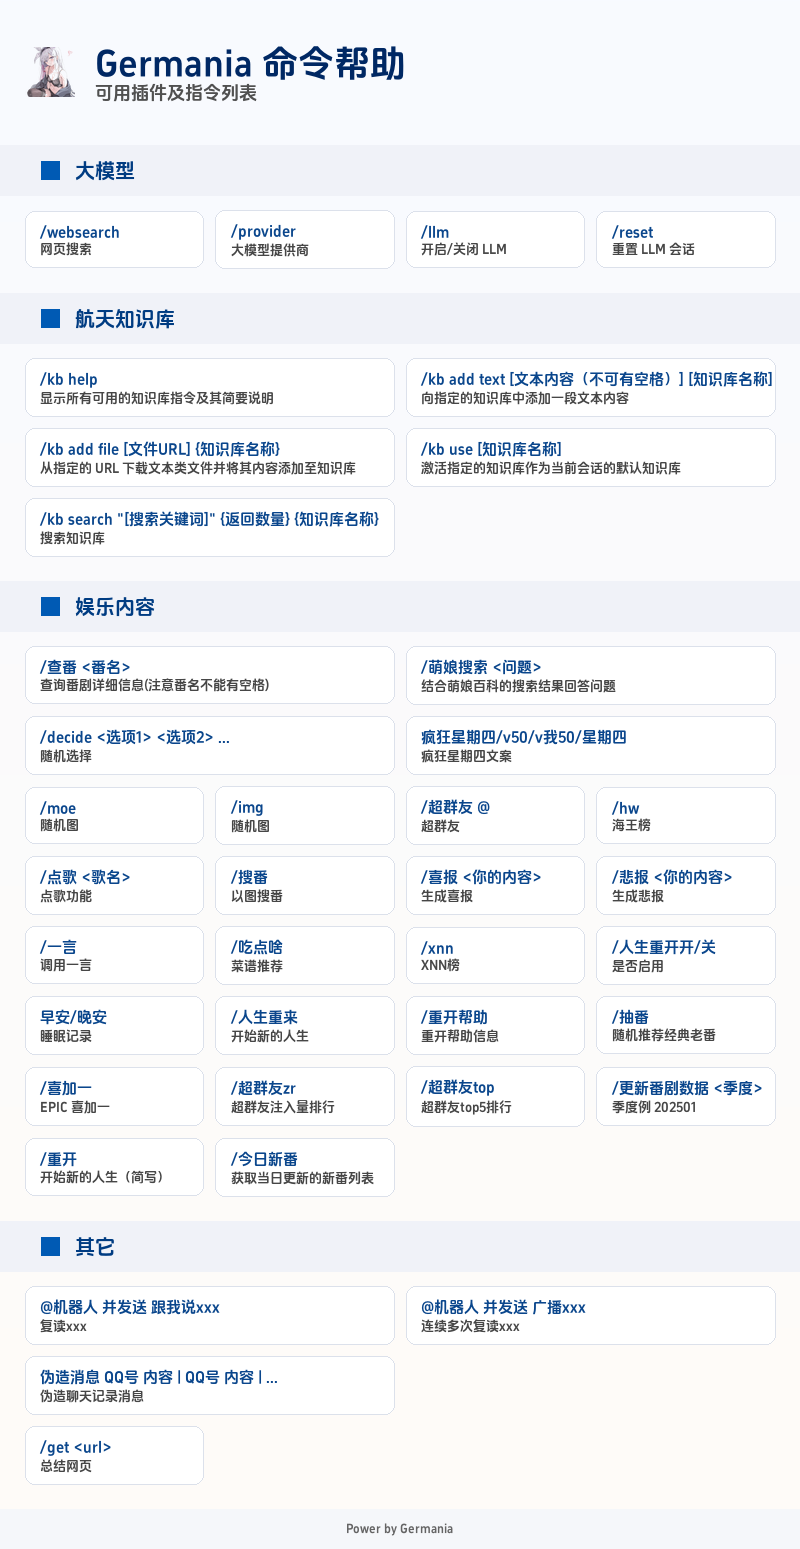 Germania 命令帮助
可用插件及指令列表
大模型
/websearch
网页搜索
/provider
大模型提供商
/llm
开启/关闭 LLM
/reset
重置 LLM 会话
航天知识库
/kb help
显示所有可用的知识库指令及其简要说明
/kb add text [文本内容（不可有空格）] [知识库名称]
向指定的知识库中添加一段文本内容
/kb add file [文件URL] {知识库名称}
从指定的 URL 下载文本类文件并将其内容添加至知识库
/kb use [知识库名称]
激活指定的知识库作为当前会话的默认知识库
/kb search "[搜索关键词]" {返回数量} {知识库名称}
搜索知识库
娱乐内容
/查番 <番名>
查询番剧详细信息(注意番名不能有空格)
/萌娘搜索 <问题>
结合萌娘百科的搜索结果回答问题
/decide <选项1> <选项2> ...
随机选择
疯狂星期四/v50/v我50/星期四
疯狂星期四文案
/moe
随机图
/img
随机图
/超群友 @
超群友
/hw
海王榜
/点歌 <歌名>
点歌功能
/搜番
以图搜番
/喜报 <你的内容>
生成喜报
/悲报 <你的内容>
生成悲报
/一言
调用一言
/吃点啥
菜谱推荐
/xnn
XNN榜
/人生重开开/关
是否启用
早安/晚安
睡眠记录
/人生重来
开始新的人生
/重开帮助
重开帮助信息
/抽番
随机推荐经典老番
/喜加一
EPIC 喜加一
/超群友zr
超群友注入量排行
/超群友top
超群友top5排行
/更新番剧数据 <季度>
季度例 202501
/重开
开始新的人生（简写）
/今日新番
获取当日更新的新番列表
其它
@机器人 并发送 跟我说xxx
复读xxx
@机器人 并发送 广播xxx
连续多次复读xxx
伪造消息 QQ号 内容 | QQ号 内容 | ...
伪造聊天记录消息
/get <url>
总结网页
Power by Germania